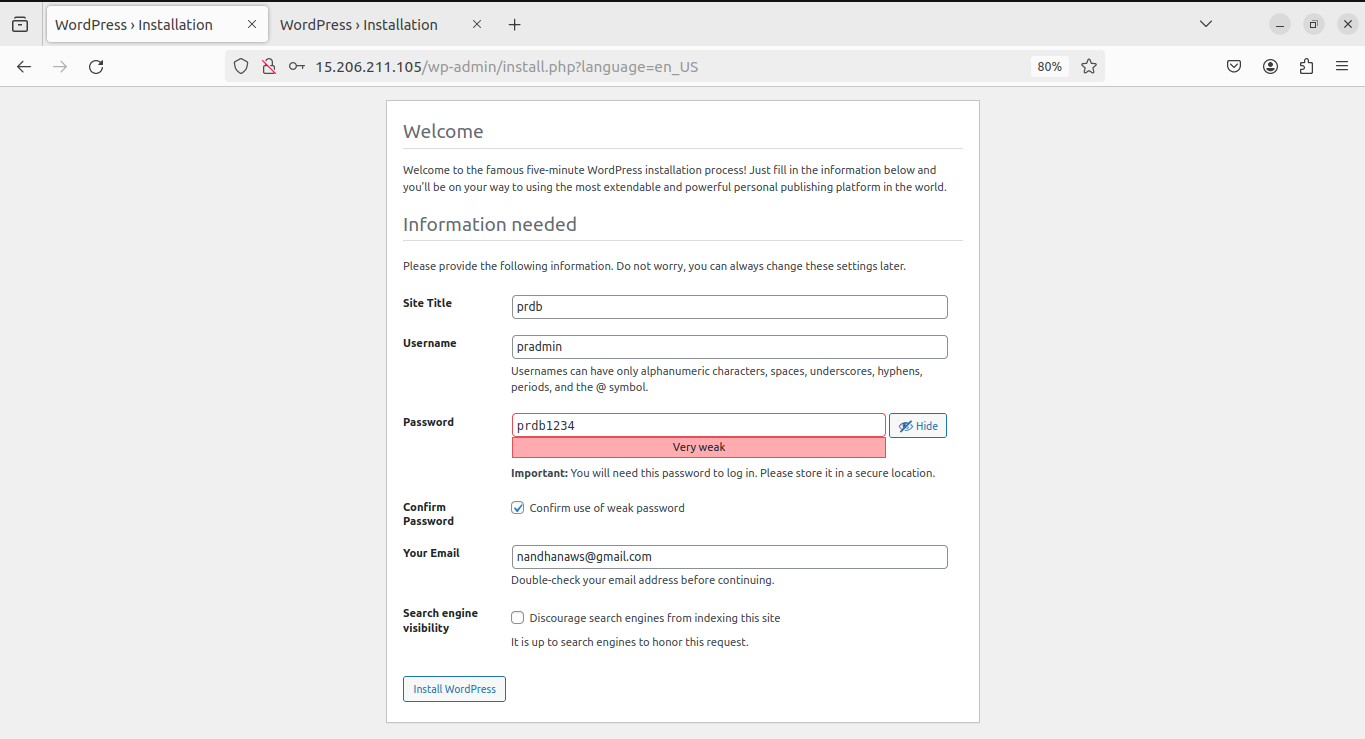 WordPress › Installation
WordPress › Installation
15.206.211.105/wp-admin/install.php?language=en_US
80%
Welcome
Welcome to the famous five-minute WordPress installation process! Just fill in the information below and
you'll be on your way to using the most extendable and powerful personal publishing platform in the world.
Information needed
Please provide the following information. Do not worry, you can always change these settings later.
Site Title
prdb
Username
pradmin
Usernames can have only alphanumeric characters, spaces, underscores, hyphens,
periods, and the @ symbol.
Password
prdb1234
Hide
Very weak
Important: You will need this password to log in. Please store it in a secure location.
Confirm
Password
Confirm use of weak password
Your Email
nandhanaws@gmail.com
Double-check your email address before continuing.
Search engine
visibility
Discourage search engines from indexing this site
It is up to search engines to honor this request.
Install WordPress